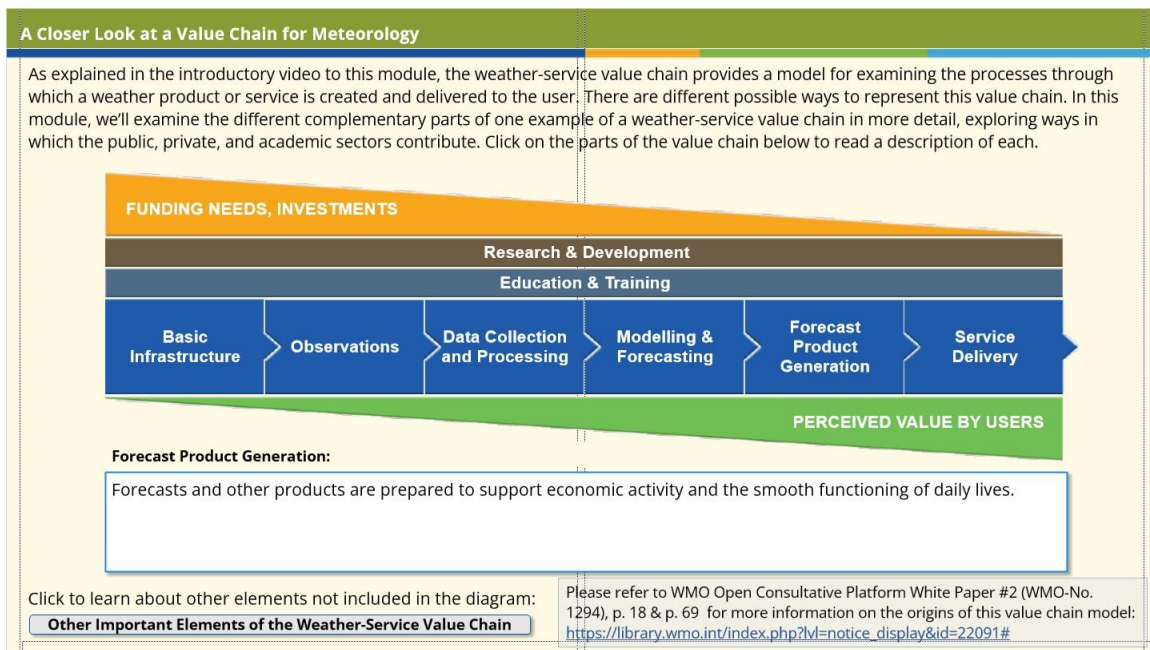 A Closer Look at a Value Chain for Meteorology
As explained in the introductory video to this module, the weather-service value chain provides a model for examining the processes through
which a weather product or service is created and delivered to the user. There are different possible ways to represent this value chain. In this
module, we'll examine the different complementary parts of one example of a weather-service value chain in more detail, exploring ways in
which the public, private, and academic sectors contribute. Click on the parts of the value chain below to read a description of each.
FUNDING NEEDS, INVESTMENTS
Research & Development
Education & Training
Basic
Infrastructure
Observations
Data Collection
and Processing
Modelling &
Forecasting
Forecast
Product
Generation
Service
Delivery
PERCEIVED VALUE BY USERS
Forecast Product Generation:
Forecasts and other products are prepared to support economic activity and the smooth functioning of daily lives.
Click to learn about other elements not included in the diagram:
Other Important Elements of the Weather-Service Value Chain
Please refer to WMO Open Consultative Platform White Paper #2 (WMO-No.
1294), p. 18 & p. 69 for more information on the origins of this value chain model:
https://library.wmo.int/index.php?lvl=notice_display&id=22091#